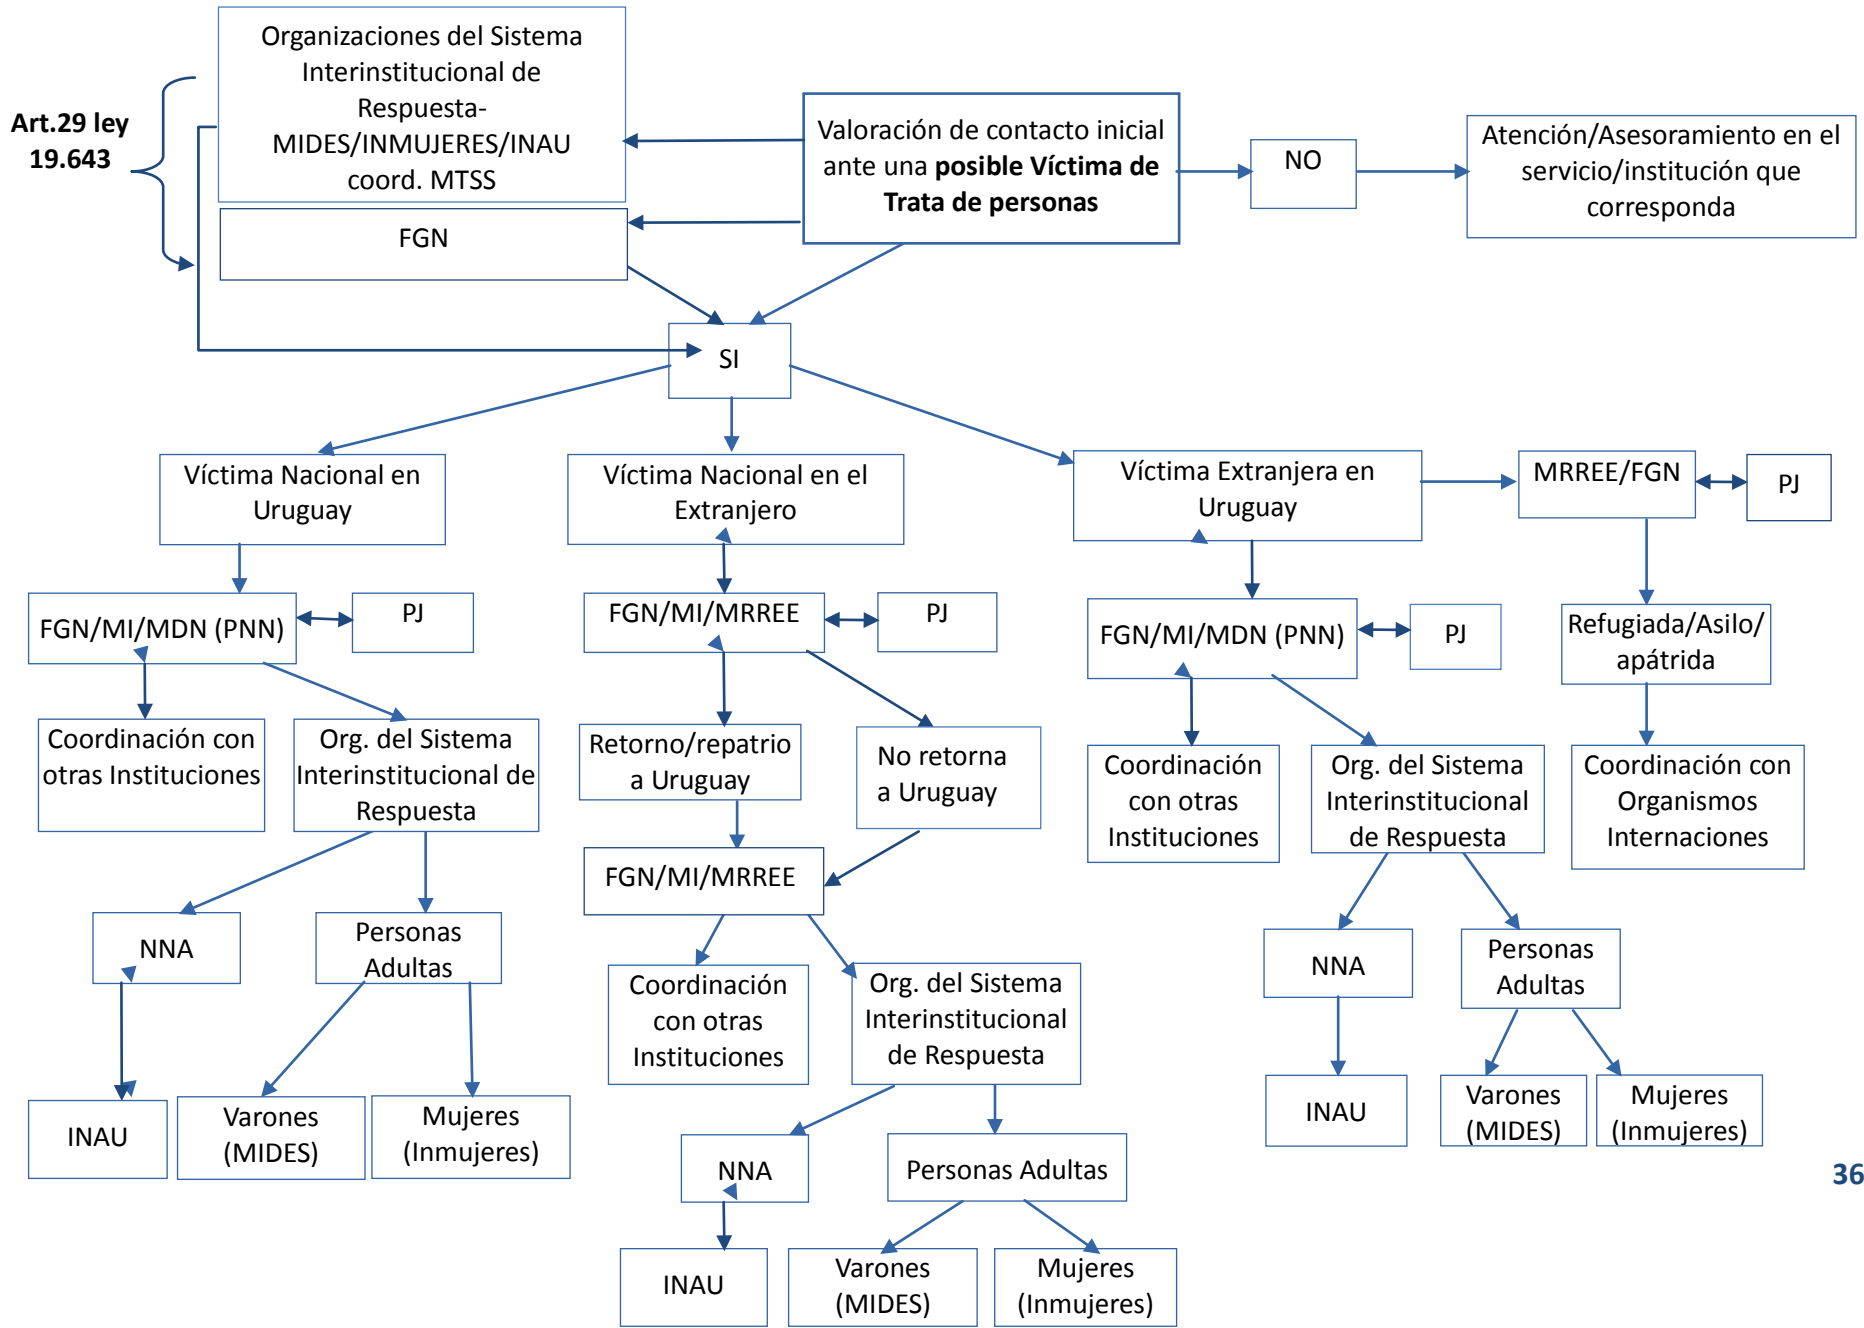 Organizaciones del Sistema
Interinstitucional de
Respuesta-
MIDES/INMUJERES/INAU
coord. MTSS
Art.29 ley
19.643
FGN
Valoración de contacto inicial
ante una posible Víctima de
Trata de personas
NO
Atención/Asesoramiento en el
servicio/institución que
corresponda
SI
Víctima Nacional en
Uruguay
Víctima Nacional en el
Extranjero
Víctima Extranjera en
Uruguay
MRREE/FGN
PJ
FGN/MI/MDN (PNN)
PJ
FGN/MI/MRREE
PJ
FGN/MI/MDN (PNN)
PJ
Refugiada/Asilo/
apátrida
Coordinación con
otras Instituciones
Org. del Sistema
Interinstitucional de
Respuesta
Retorno/repatrio
a Uruguay
No retorna
a Uruguay
Coordinación
con otras
Instituciones
Org. del Sistema
Interinstitucional
de Respuesta
Coordinación con
Organismos
Internaciones
FGN/MI/MRREE
NNA
Personas
Adultas
Coordinación
con otras
Instituciones
Org. del Sistema
Interinstitucional
de Respuesta
NNA
Personas
Adultas
INAU
Varones
(MIDES)
Mujeres
(Inmujeres)
NNA
Personas Adultas
INAU
Varones
(MIDES)
Mujeres
(Inmujeres)
INAU
Varones
(MIDES)
Mujeres
(Inmujeres)
36